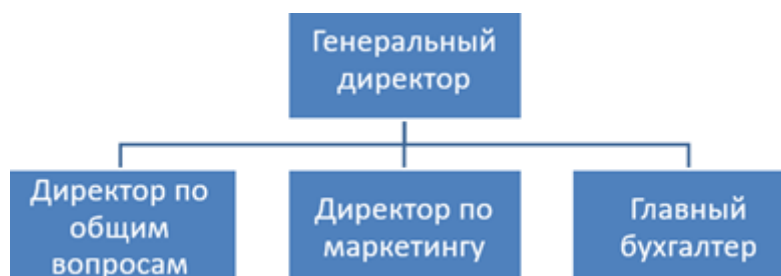 Генеральный
директор
Директор по
общим
вопросам
Директор по
маркетингу
Главный
бухгалтер